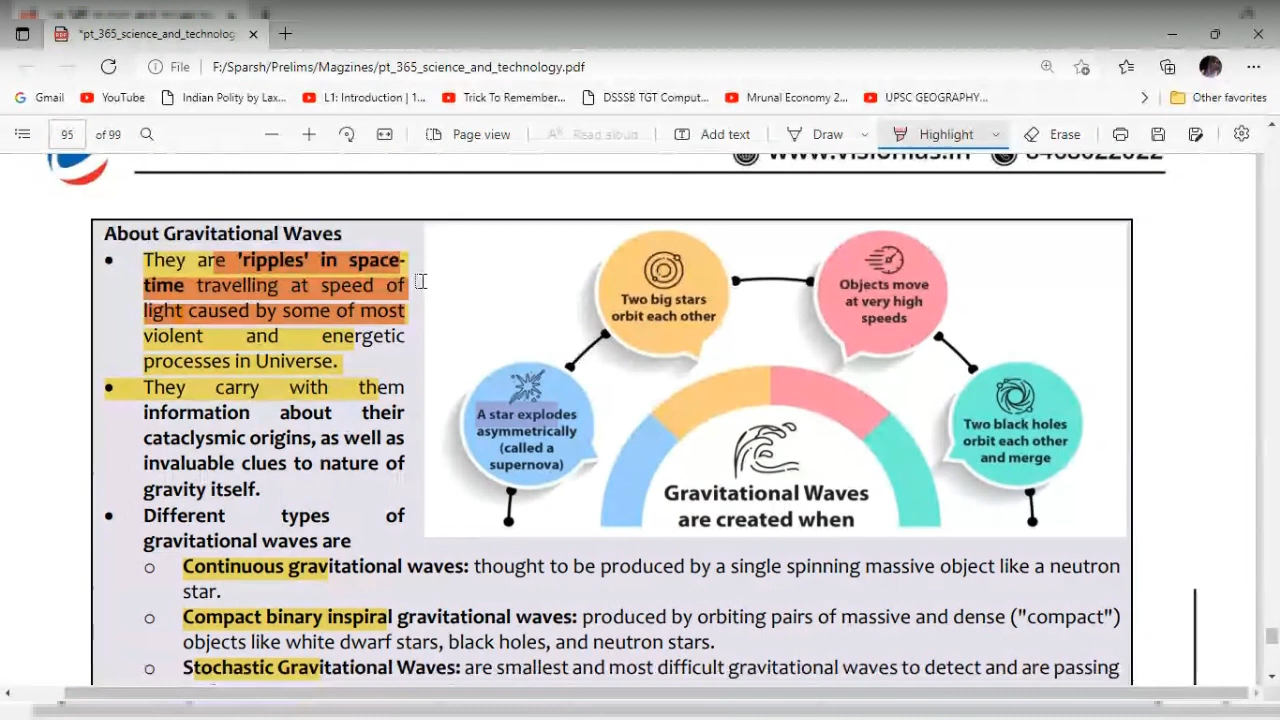 *pt_365_science_and_technolog
File F:/Sparsh/Prelims/Magzines/pt_365_science_and_technology.pdf
Gmail YouTube Indian Polity by Lax... L1: Introduction | 1... Trick To Remember... DSSSB TGT Comput... Mrunal Economy 2... UPSC GEOGRAPHY... Other favorites
95 of 99 Page view Read aloud Add text Draw Highlight Erase
www.visionias.in 8468022022
About Gravitational Waves
• They are 'ripples' in space-
time travelling at speed of
light caused by some of most
violent and energetic
processes in Universe.
• They carry with them
information about their
cataclysmic origins, as well as
invaluable clues to nature of
gravity itself.
• Different types of
gravitational waves are
A star explodes
asymmetrically
(called a
supernova)
Two big stars
orbit each other
Objects move
at very high
speeds
Two black holes
orbit each other
and merge
Gravitational Waves
are created when
o Continuous gravitational waves: thought to be produced by a single spinning massive object like a neutron
star.
o Compact binary inspiral gravitational waves: produced by orbiting pairs of massive and dense ("compact")
objects like white dwarf stars, black holes, and neutron stars.
o Stochastic Gravitational Waves: are smallest and most difficult gravitational waves to detect and are passing